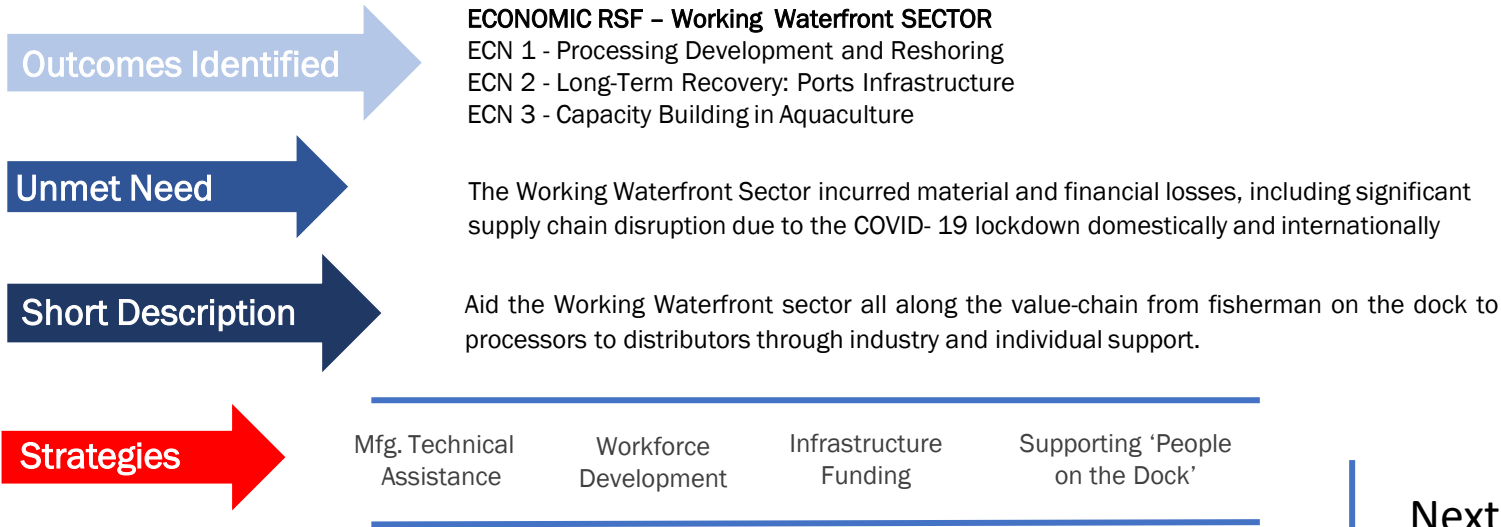 Outcomes Identified
ECONOMIC RSF – Working Waterfront SECTOR
ECN 1 - Processing Development and Reshoring
ECN 2 - Long-Term Recovery: Ports Infrastructure
ECN 3 - Capacity Building in Aquaculture
Unmet Need
The Working Waterfront Sector incurred material and financial losses, including significant
supply chain disruption due to the COVID- 19 lockdown domestically and internationally
Short Description
Aid the Working Waterfront sector all along the value-chain from fisherman on the dock to
processors to distributors through industry and individual support.
Strategies
Mfg. Technical
Assistance
Workforce
Development
Infrastructure
Funding
Supporting ‘People
on the Dock’
Next